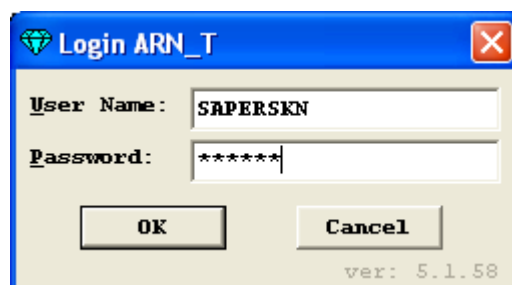 Login ARN_T
User Name: SAPERSKN
Password: ******
OK Cancel
ver: 5.1.58